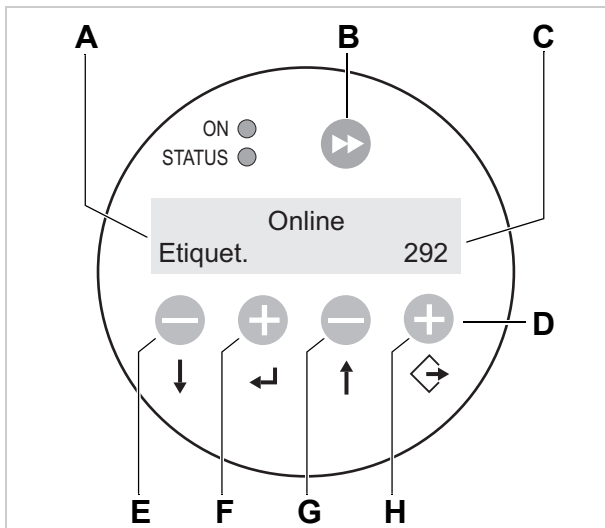 A B C
ON
STATUS
Online
Etiquet. 292
D
E F G H